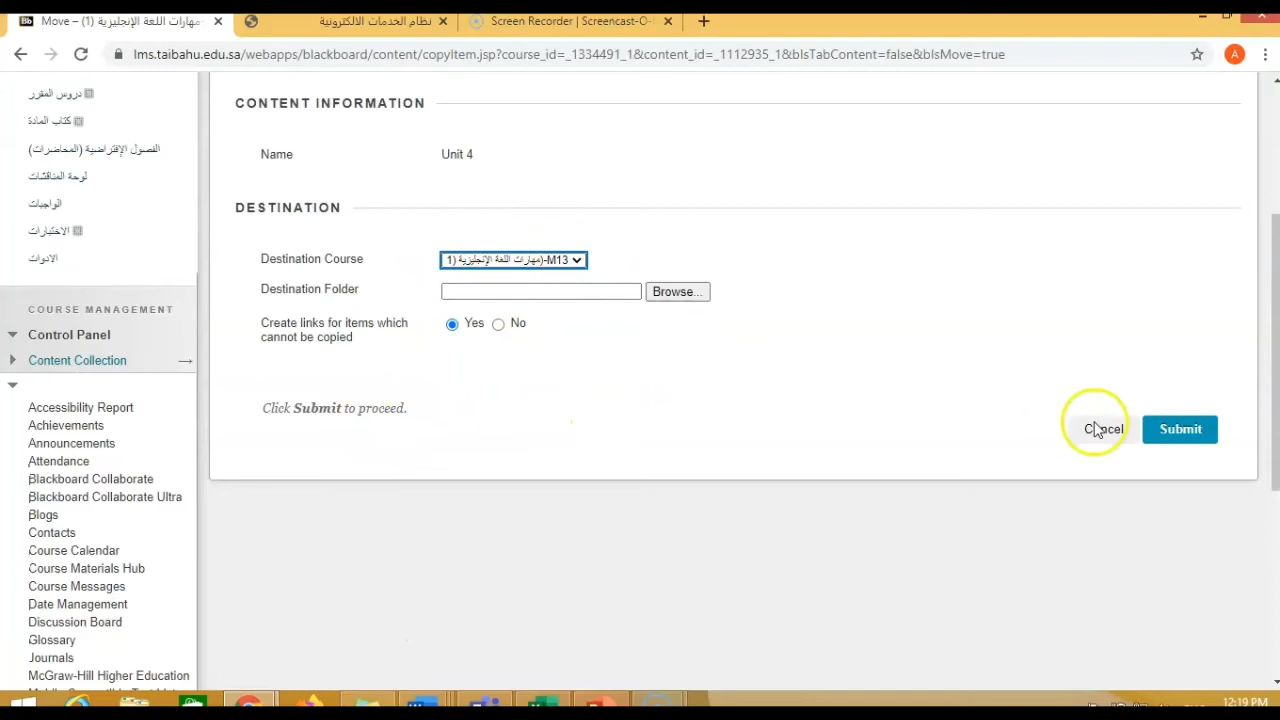 Move – (1) مهارات اللغة الإنجليزية
نظام الخدمات الالكترونية
Screen Recorder | Screencast-O-
lms.taibahu.edu.sa/webapps/blackboard/content/copyItem.jsp?course_id=_1334491_1&content_id=_1112935_1&blsTabContent=false&blsMove=true
A
دروس المقرر
كتاب المادة
الفصول الإفتراضية (المحاضرات)
لوحة المناقشات
الواجبات
الاختبارات
الادوات
COURSE MANAGEMENT
Control Panel
Content Collection
Accessibility Report
Achievements
Announcements
Attendance
Blackboard Collaborate
Blackboard Collaborate Ultra
Blogs
Contacts
Course Calendar
Course Materials Hub
Course Messages
Date Management
Discussion Board
Glossary
Journals
McGraw-Hill Higher Education
CONTENT INFORMATION
Name Unit 4
DESTINATION
Destination Course 1) مهارات اللغة الإنجليزية)-M13
Destination Folder Browse...
Create links for items which Yes No
cannot be copied
Click Submit to proceed.
Cancel Submit
12:19 PM